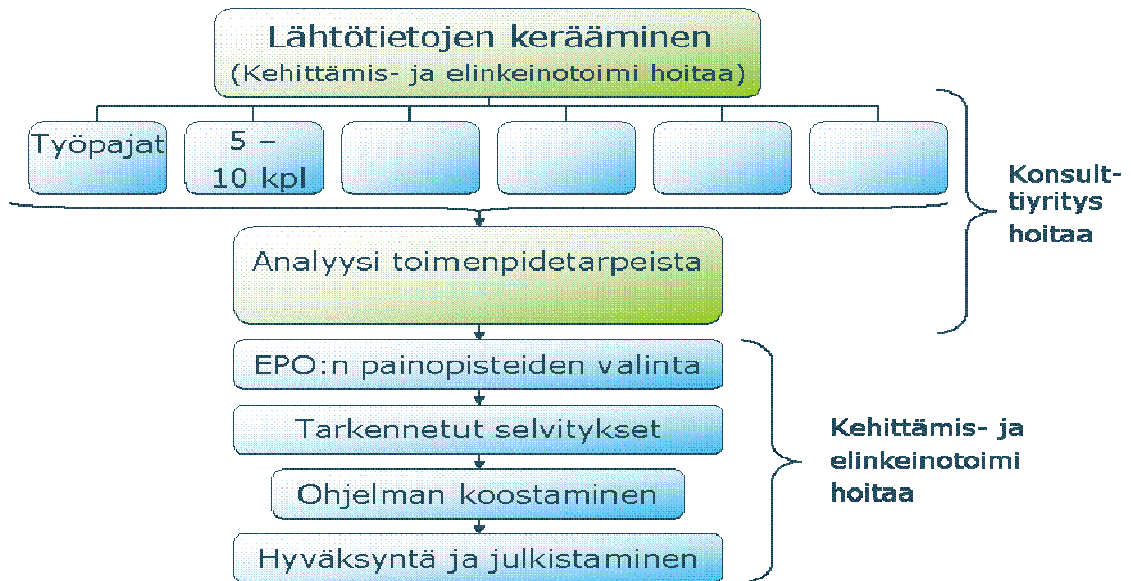 Lähtötietojen kerääminen
(Kehittämis- ja elinkeinotoimi hoitaa)
Työpajat
5 –
10 kpl
Konsult-
tiyritys
hoitaa
Analyysi toimenpidetarpeista
EPO:n painopisteiden valinta
Tarkennetut selvitykset
Ohjelman koostaminen
Hyväksyntä ja julkistaminen
Kehittämis- ja
elinkeinotoimi
hoitaa